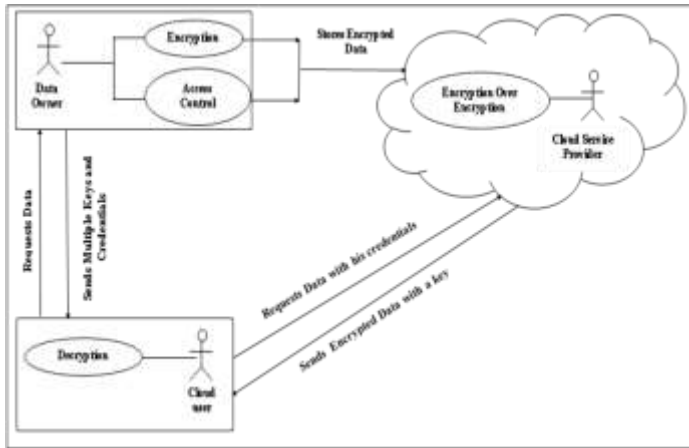 Encryption
Data
Owner
Access
Control
Stores Encrypted
Data
Encryption Over
Encryption
Cloud Service
Provider
Requests Data
Sends Multiple Keys and
Credentials
Requests Data with his credentials
Sends Encrypted Data with a key
Decryption
Cloud
user